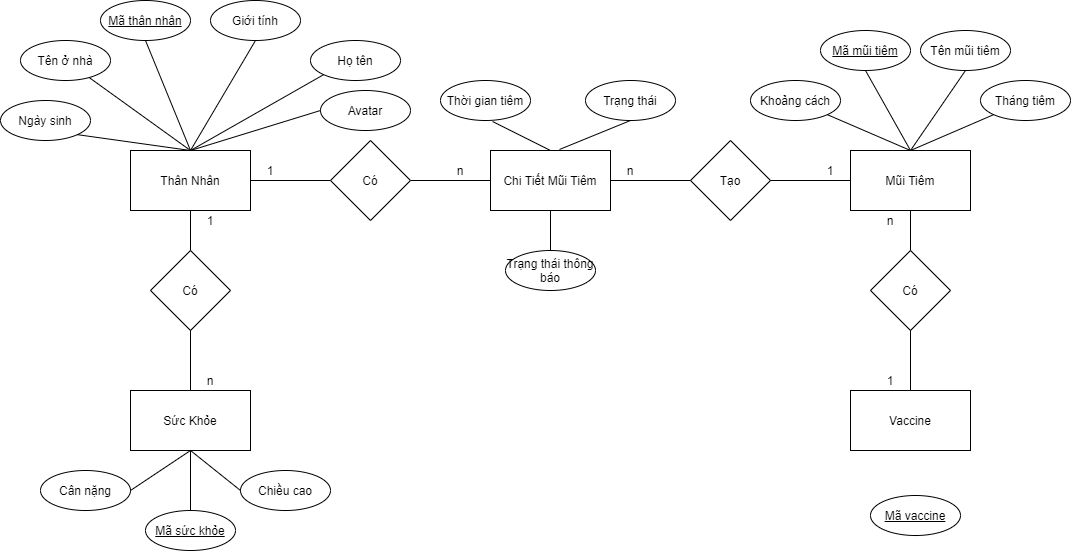 Mã thân nhân
Giới tính
Tên ở nhà
Họ tên
Ngày sinh
Avatar
Thời gian tiêm
Trạng thái
Mã mũi tiêm
Tên mũi tiêm
Khoảng cách
Tháng tiêm
Thân Nhân
1
Có
n
Chi Tiết Mũi Tiêm
n
Tạo
1
Mũi Tiêm
1
n
Trạng thái thông
báo
Có
Có
n
1
Sức Khỏe
Vaccine
Cân nặng
Chiều cao
Mã sức khỏe
Mã vaccine